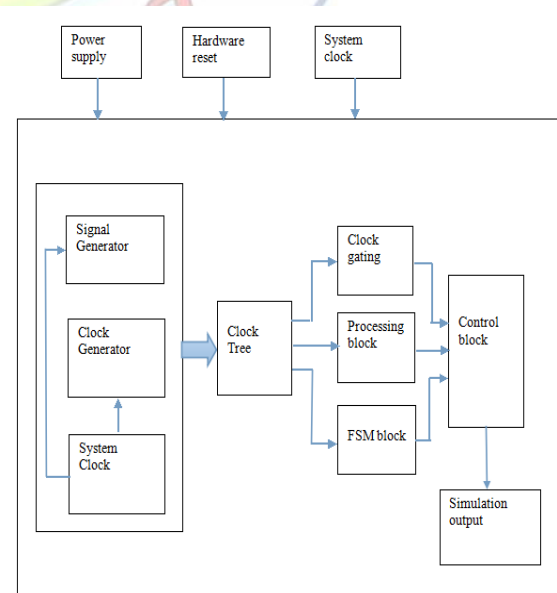 Power
supply
Hardware
reset
System
clock
Signal
Generator
Clock
Generator
System
Clock
Clock
Tree
Clock
gating
Processing
block
FSM block
Control
block
Simulation
output